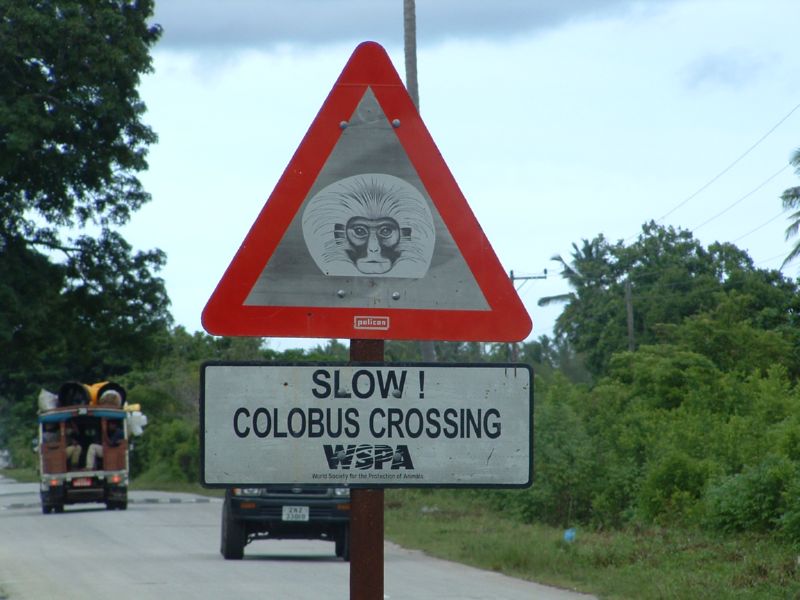 pelican
SLOW !
COLOBUS CROSSING
WSPA
World Society for the Protection of Animals